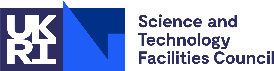 UK
RI
Science and
Technology
Facilities Council